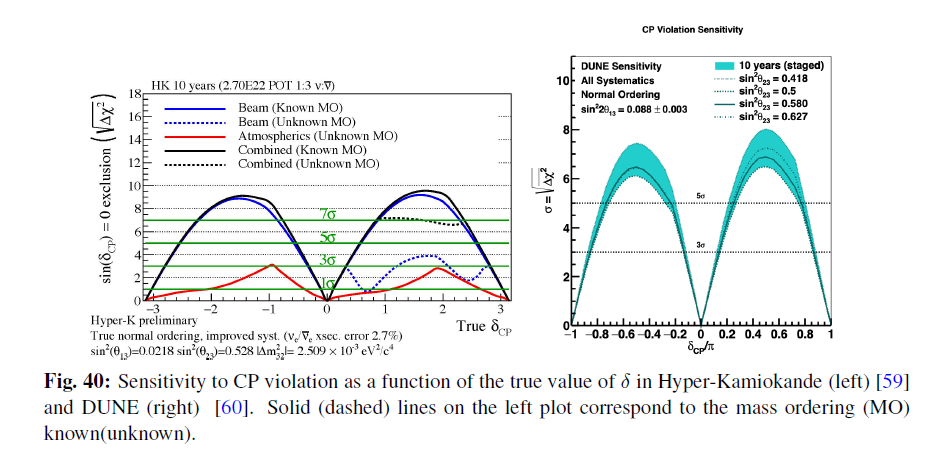 HK 10 years (2.70E22 POT 1:3 ν:ν̅)
sin(δCP) = 0 exclusion (√Δχ²)
18
16
14
12
10
8
6
4
2
0
Beam (Known MO)
Beam (Unknown MO)
Atmospherics (Unknown MO)
Combined (Known MO)
Combined (Unknown MO)
7σ
5σ
3σ
1σ
−3 −2 −1 0 1 2 3
True δCP
Hyper-K preliminary
True normal ordering, improved syst. (νe/ν̅e xsec. error 2.7%)
sin²(θ13)=0.0218 sin²(θ23)=0.528 |Δm²32|= 2.509 × 10⁻³ eV²/c⁴
CP Violation Sensitivity
DUNE Sensitivity
All Systematics
Normal Ordering
sin²2θ13 = 0.088 ± 0.003
10 years (staged)
sin²θ23 = 0.418
sin²θ23 = 0.5
sin²θ23 = 0.580
sin²θ23 = 0.627
σ = √Δχ²
10
8
6
4
2
0
5σ
3σ
−1 −0.8 −0.6 −0.4 −0.2 0 0.2 0.4 0.6 0.8 1
δCP/π
Fig. 40: Sensitivity to CP violation as a function of the true value of δ in Hyper-Kamiokande (left) [59]
and DUNE (right) [60]. Solid (dashed) lines on the left plot correspond to the mass ordering (MO)
known(unknown).